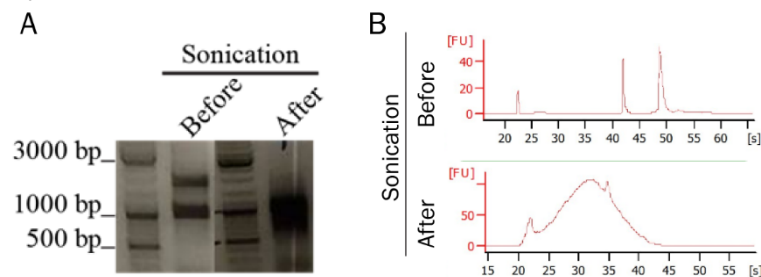 A
Sonication
Before
After
3000 bp
1000 bp
500 bp
B
Sonication
Before
[FU]
40
20
0
20 25 30 35 40 45 50 55 60 [s]
After
[FU]
50
0
15 20 25 30 35 40 45 50 55 [s]